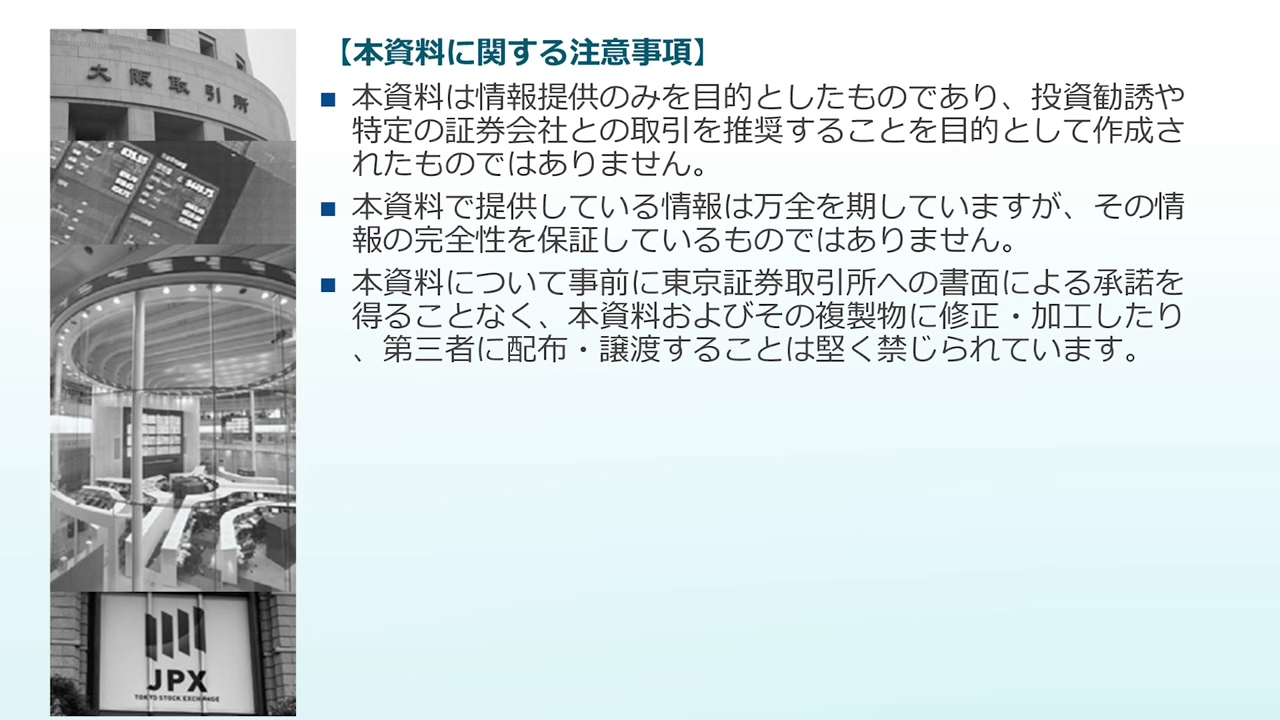 【本資料に関する注意事項】
■ 本資料は情報提供のみを目的としたものであり、投資勧誘や
特定の証券会社との取引を推奨することを目的として作成さ
れたものではありません。
■ 本資料で提供している情報は万全を期していますが、その情
報の完全性を保証しているものではありません。
■ 本資料について事前に東京証券取引所への書面による承諾を
得ることなく、本資料およびその複製物に修正・加工したり
、第三者に配布・譲渡することは堅く禁じられています。
大阪取引所
JPX
TOKYO STOCK EXCHANGE